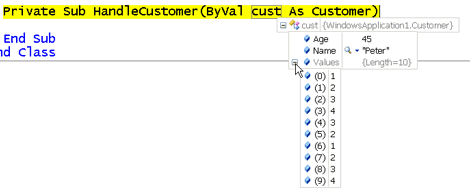 Private Sub HandleCustomer(ByVal cust As Customer)
cust {WindowsApplication1.Customer}
End Sub
Age 45
Name "Peter"
nd Class
Values {Length=10}
(0) 1
(1) 2
(2) 3
(3) 4
(4) 3
(5) 2
(6) 1
(7) 2
(8) 3
(9) 4